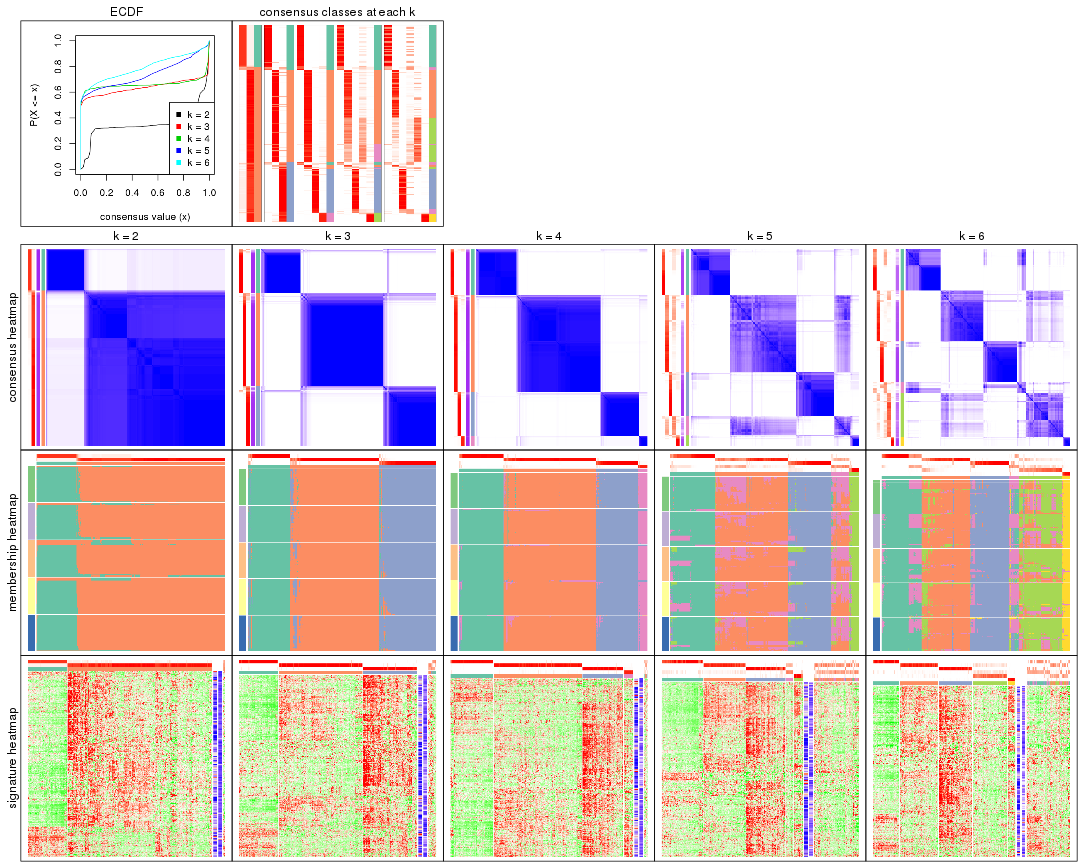 ECDF
consensus classes at each k
P(X <= x)
0.0 0.2 0.4 0.6 0.8 1.0
k = 2
k = 3
k = 4
k = 5
k = 6
0.0 0.2 0.4 0.6 0.8 1.0
consensus value (x)
k = 2
k = 3
k = 4
k = 5
k = 6
consensus heatmap
membership heatmap
signature heatmap